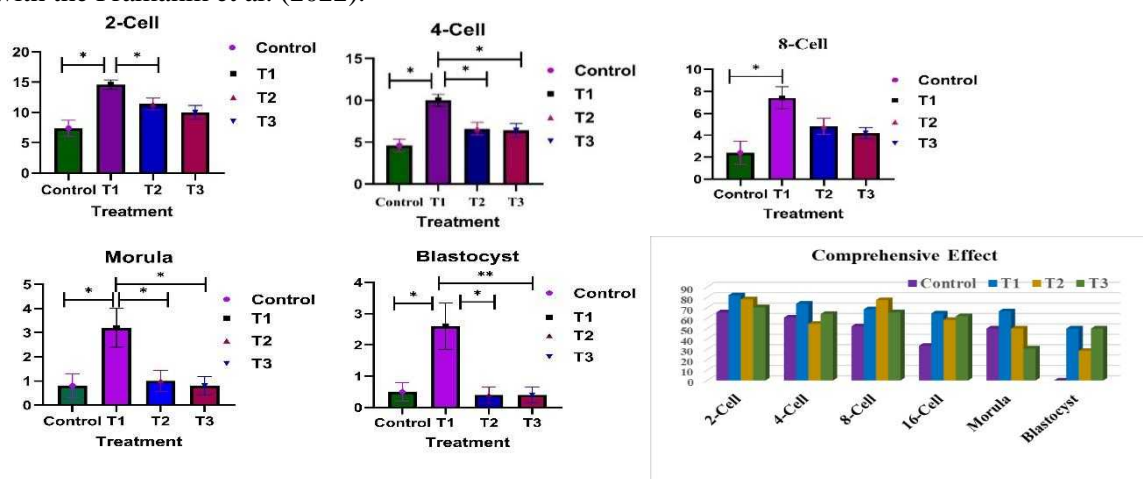 with the Pramanin et al. (2022).
2-Cell
20
15
10
5
0
*
*
Control
T1
T2
T3
Control T1 T2 T3
Treatment
4-Cell
15
10
5
0
*
*
*
Control
T1
T2
T3
Control T1 T2 T3
Treatment
8-Cell
10
8
6
4
2
0
*
Control
T1
T2
T3
Control T1 T2 T3
Treatment
Morula
5
4
3
2
1
0
*
*
*
Control
T1
T2
T3
Control T1 T2 T3
Treatment
Blastocyst
4
3
2
1
0
*
**
*
Control
T1
T2
T3
Control T1 T2 T3
Treatment
Comprehensive Effect
Control T1 T2 T3
90
80
70
60
50
40
30
20
10
0
2-Cell
4-Cell
8-Cell
16-Cell
Morula
Blastocyst